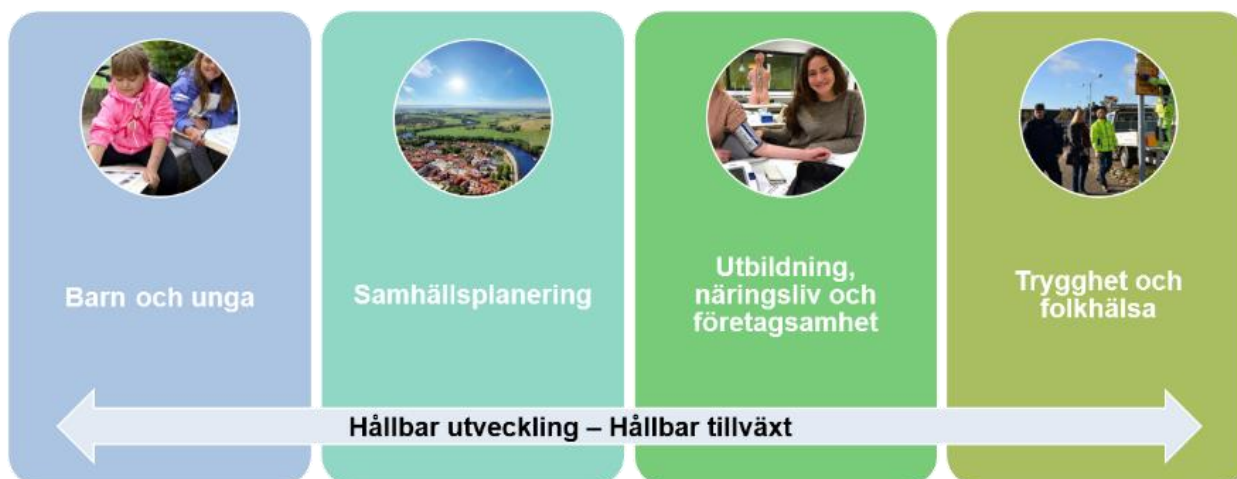 Barn och unga
Samhällsplanering
Utbildning,
näringsliv och
företagsamhet
Trygghet och
folkhälsa
Hållbar utveckling – Hållbar tillväxt